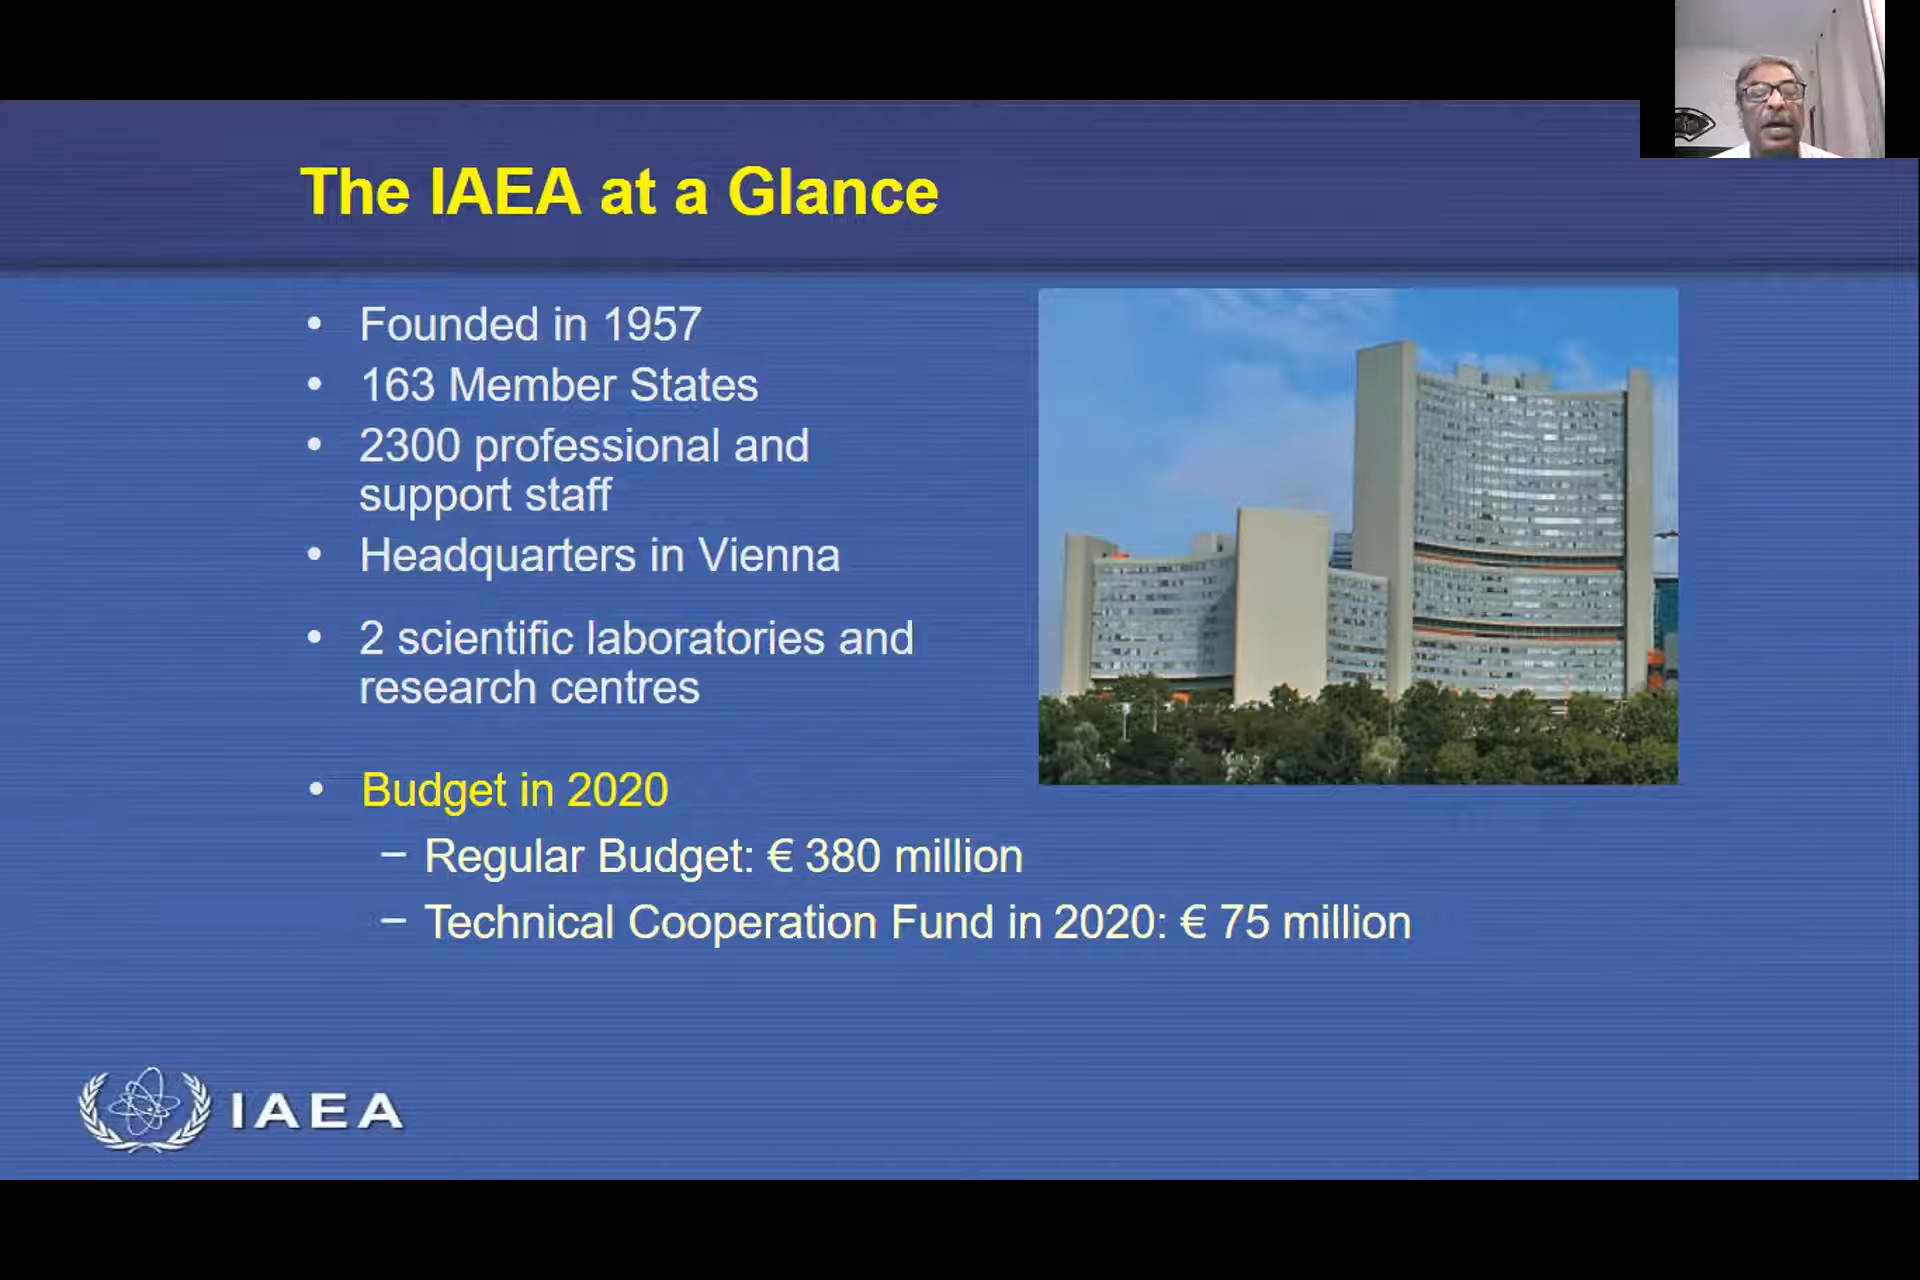 The IAEA at a Glance
• Founded in 1957
• 163 Member States
• 2300 professional and
support staff
• Headquarters in Vienna
• 2 scientific laboratories and
research centres
• Budget in 2020
– Regular Budget: € 380 million
– Technical Cooperation Fund in 2020: € 75 million
IAEA